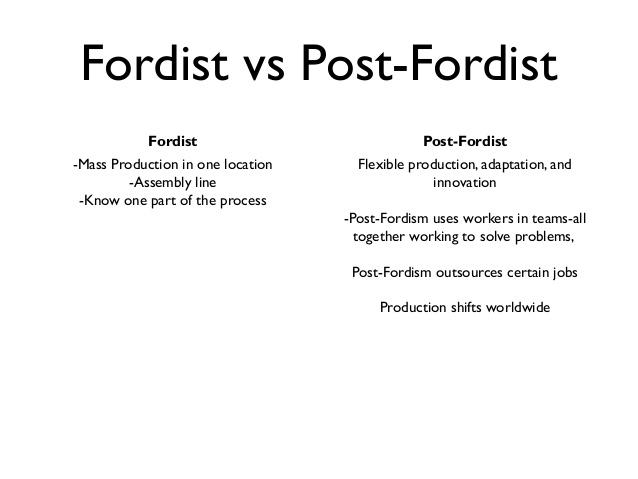 Fordist vs Post-Fordist
Fordist
-Mass Production in one location
-Assembly line
-Know one part of the process
Post-Fordist
Flexible production, adaptation, and
innovation
-Post-Fordism uses workers in teams-all
together working to solve problems,
Post-Fordism outsources certain jobs
Production shifts worldwide